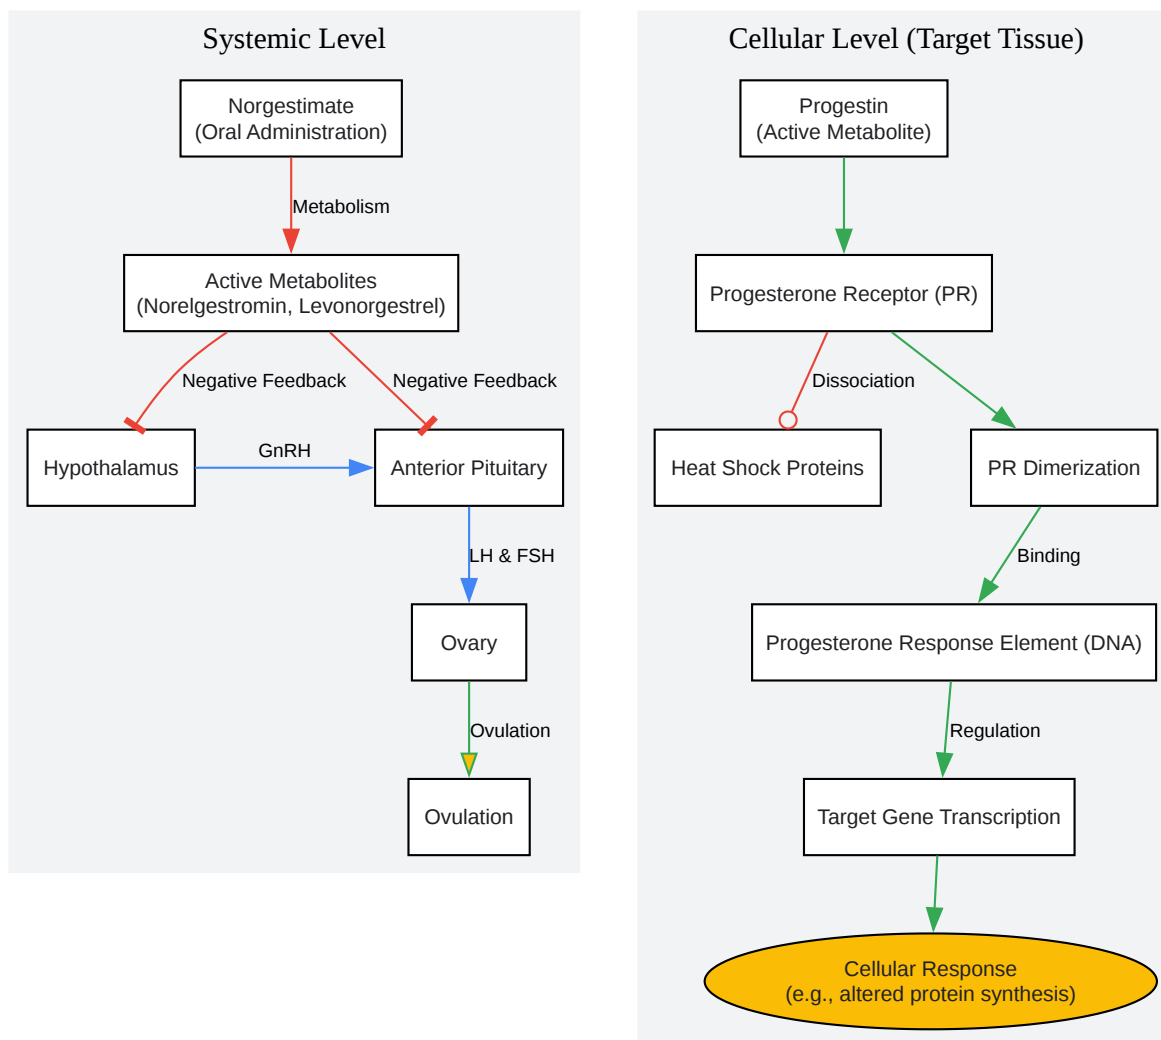 Systemic Level
Norgestimate
(Oral Administration)
Metabolism
Active Metabolites
(Norelgestromin, Levonorgestrel)
Negative Feedback
Negative Feedback
Hypothalamus
GnRH
Anterior Pituitary
LH & FSH
Ovary
Ovulation
Ovulation
Cellular Level (Target Tissue)
Progestin
(Active Metabolite)
Progesterone Receptor (PR)
Dissociation
Heat Shock Proteins
PR Dimerization
Binding
Progesterone Response Element (DNA)
Regulation
Target Gene Transcription
Cellular Response
(e.g., altered protein synthesis)